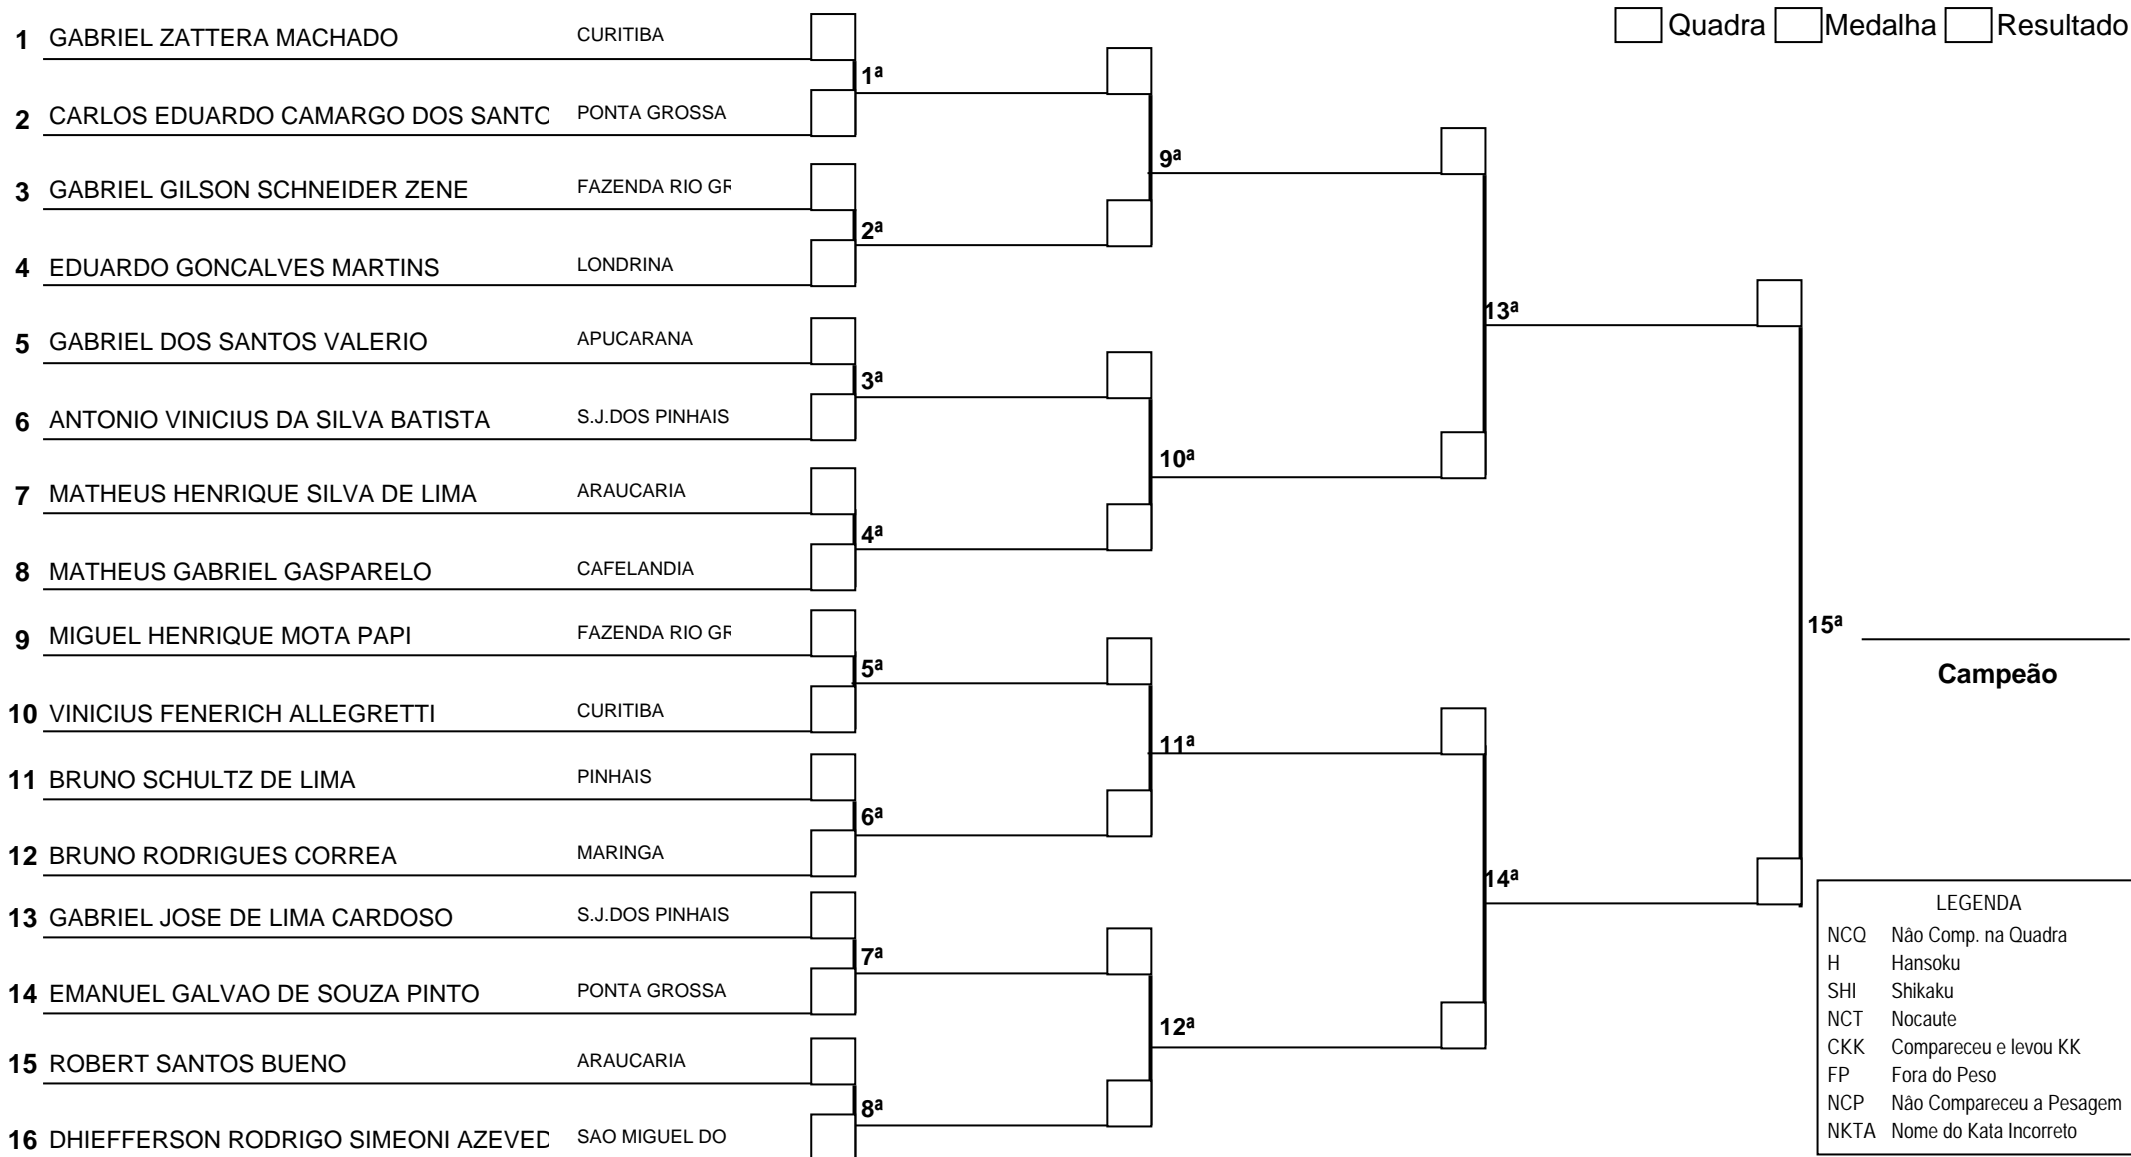 Quadra Medalha Resultado
1 GABRIEL ZATTERA MACHADO CURITIBA
1ª
2 CARLOS EDUARDO CAMARGO DOS SANTO PONTA GROSSA
9ª
3 GABRIEL GILSON SCHNEIDER ZENE FAZENDA RIO GR
2ª
4 EDUARDO GONCALVES MARTINS LONDRINA
13ª
5 GABRIEL DOS SANTOS VALERIO APUCARANA
3ª
6 ANTONIO VINICIUS DA SILVA BATISTA S.J.DOS PINHAIS
10ª
7 MATHEUS HENRIQUE SILVA DE LIMA ARAUCARIA
4ª
8 MATHEUS GABRIEL GASPARELO CAFELANDIA
15ª
9 MIGUEL HENRIQUE MOTA PAPI FAZENDA RIO GR
5ª
Campeão
10 VINICIUS FENERICH ALLEGRETTI CURITIBA
11ª
11 BRUNO SCHULTZ DE LIMA PINHAIS
6ª
12 BRUNO RODRIGUES CORREA MARINGA
14ª
13 GABRIEL JOSE DE LIMA CARDOSO S.J.DOS PINHAIS
7ª
14 EMANUEL GALVAO DE SOUZA PINTO PONTA GROSSA
12ª
15 ROBERT SANTOS BUENO ARAUCARIA
8ª
16 DHIEFFERSON RODRIGO SIMEONI AZEVED SAO MIGUEL DO
LEGENDA
NCQ Não Comp. na Quadra
H Hansoku
SHI Shikaku
NCT Nocaute
CKK Compareceu e levou KK
FP Fora do Peso
NCP Não Compareceu a Pesagem
NKTA Nome do Kata Incorreto